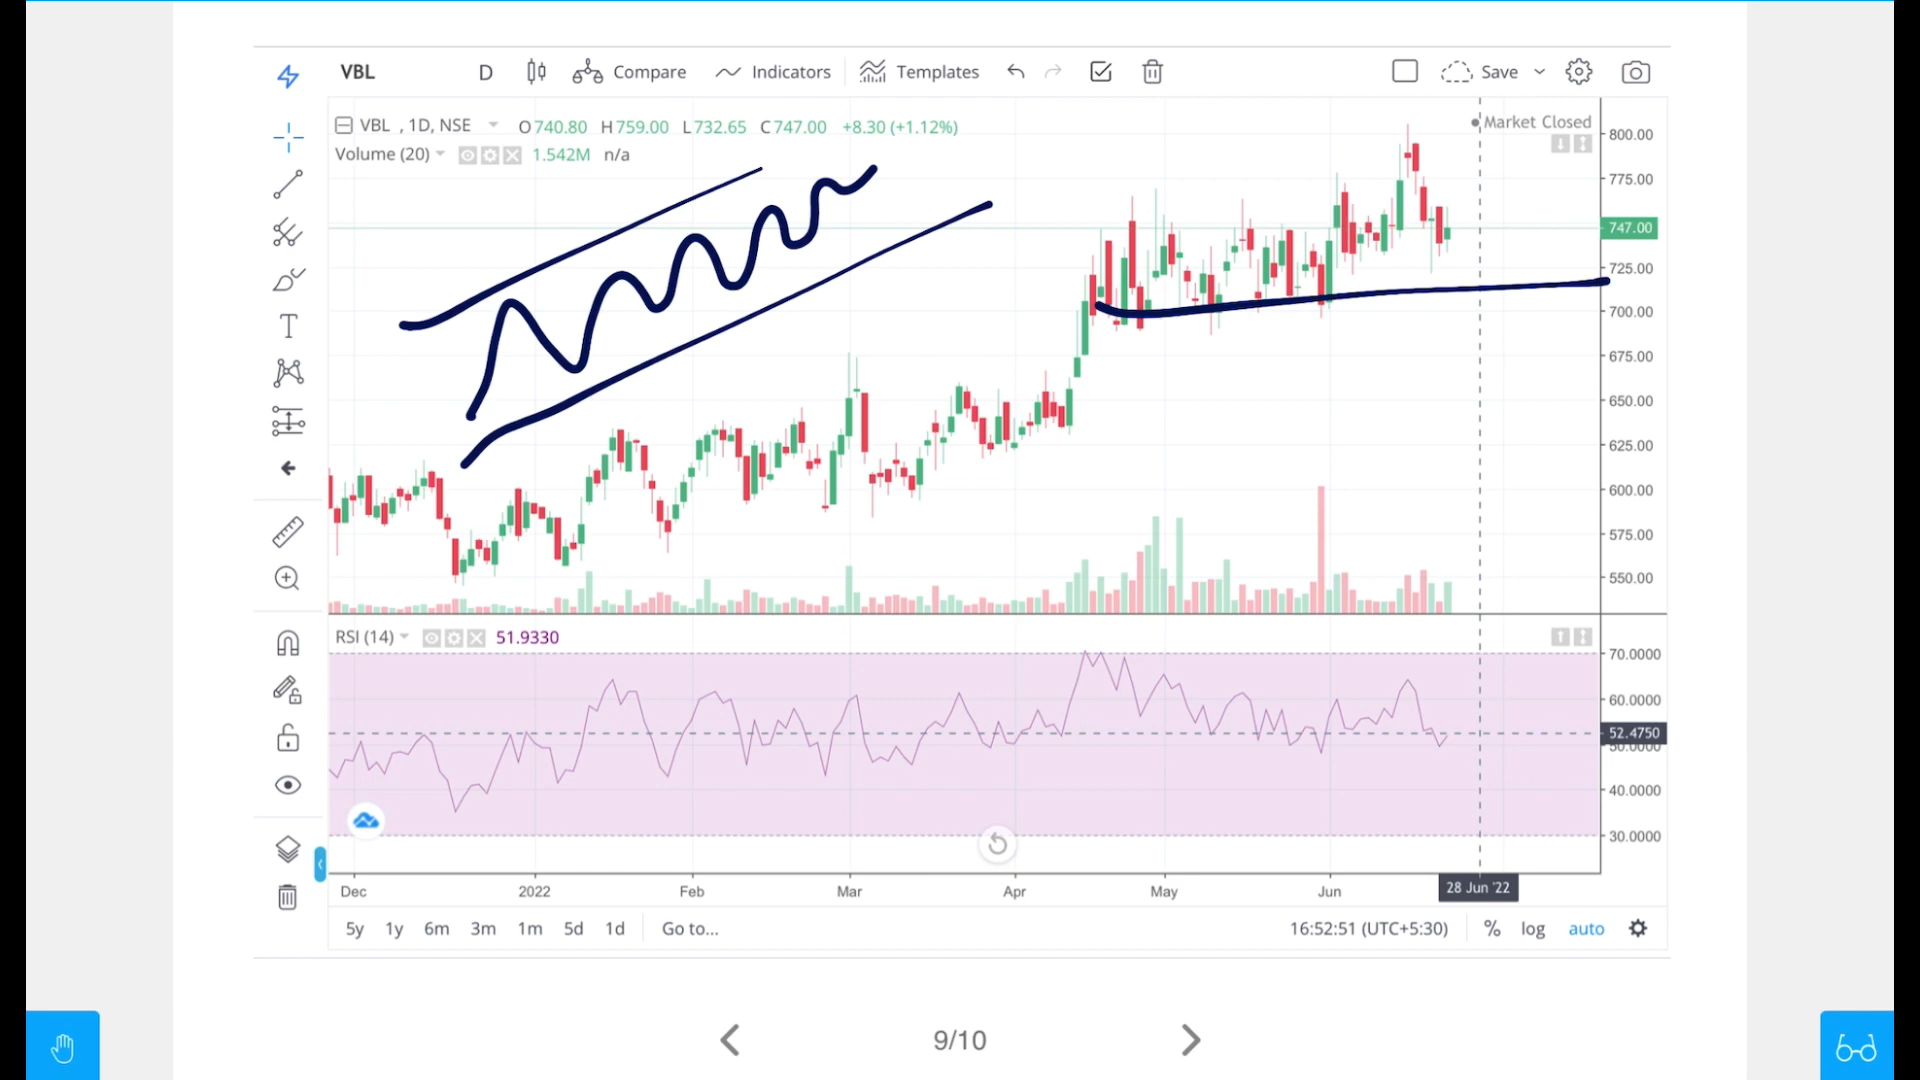 VBL D Compare Indicators Templates Save
VBL , 1D, NSE O740.80 H759.00 L732.65 C747.00 +8.30 (+1.12%)
Market Closed
Volume (20) 1.542M n/a
800.00
775.00
747.00
725.00
700.00
675.00
650.00
625.00
600.00
575.00
550.00
RSI (14) 51.9330
70.0000
60.0000
52.4750
50.0000
40.0000
30.0000
Dec 2022 Feb Mar Apr May Jun 28 Jun '22
5y 1y 6m 3m 1m 5d 1d Go to... 16:52:51 (UTC+5:30) % log auto
9/10